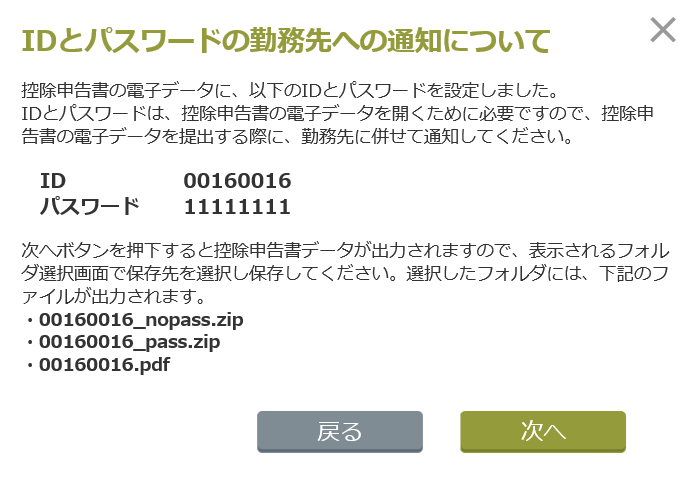 IDとパスワードの勤務先への通知について
控除申告書の電子データに、以下のIDとパスワードを設定しました。
IDとパスワードは、控除申告書の電子データを開くために必要ですので、控除申
告書の電子データを提出する際に、勤務先に併せて通知してください。
ID 00160016
パスワード 11111111
次へボタンを押下すると控除申告書データが出力されますので、表示されるフォル
ダ選択画面で保存先を選択し保存してください。選択したフォルダには、下記のフ
ァイルが出力されます。
・00160016_nopass.zip
・00160016_pass.zip
・00160016.pdf
戻る 次へ